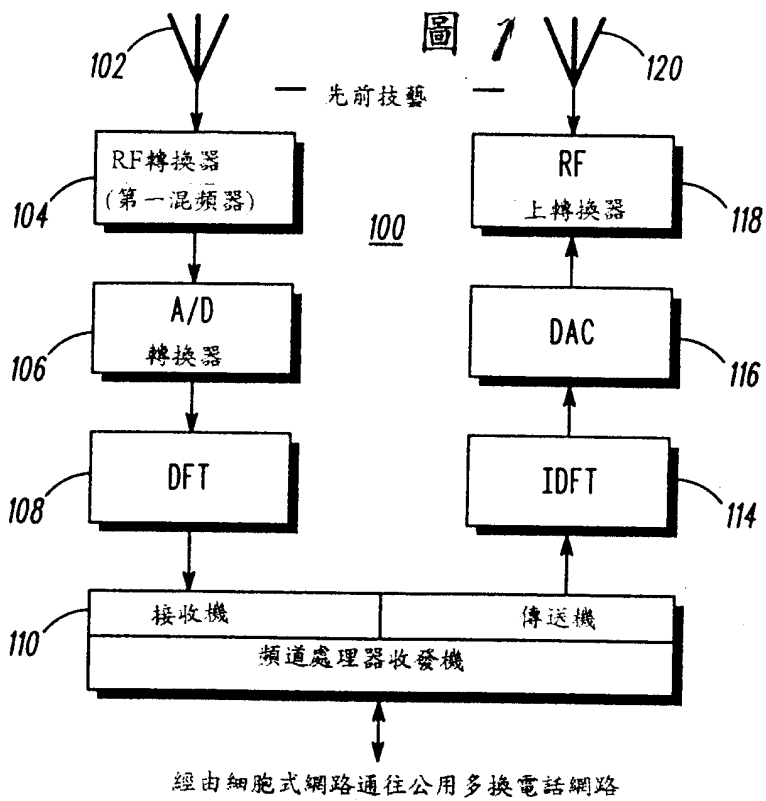 圖 1
102
120
先前技藝
RF轉換器
(第一混頻器)
104
RF
上轉換器
118
100
A/D
轉換器
106
DAC
116
DFT
108
IDFT
114
接收機
傳送機
110
頻道處理器收發機
經由細胞式網路通往公用多換電話網路